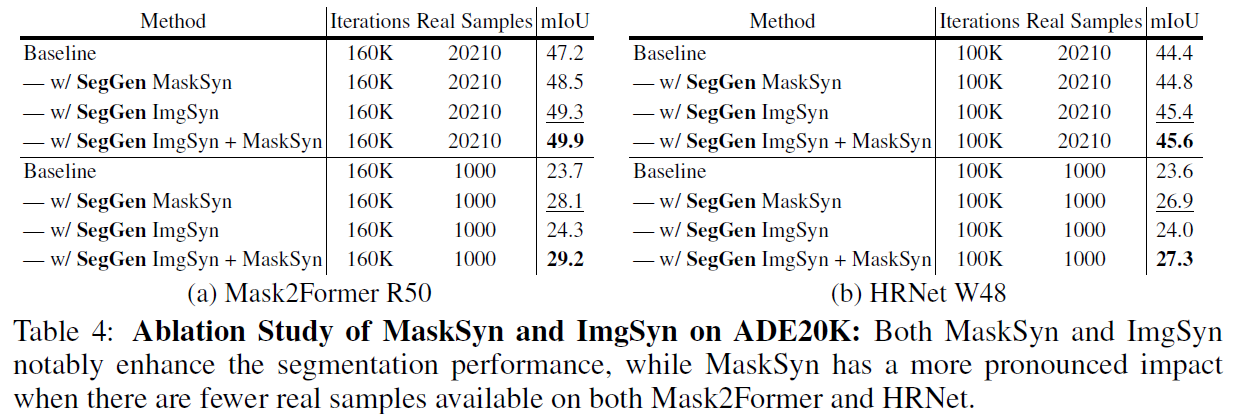 Method Iterations Real Samples mIoU
Baseline 160K 20210 47.2
— w/ SegGen MaskSyn 160K 20210 48.5
— w/ SegGen ImgSyn 160K 20210 49.3
— w/ SegGen ImgSyn + MaskSyn 160K 20210 49.9
Baseline 160K 1000 23.7
— w/ SegGen MaskSyn 160K 1000 28.1
— w/ SegGen ImgSyn 160K 1000 24.3
— w/ SegGen ImgSyn + MaskSyn 160K 1000 29.2
(a) Mask2Former R50
Method Iterations Real Samples mIoU
Baseline 100K 20210 44.4
— w/ SegGen MaskSyn 100K 20210 44.8
— w/ SegGen ImgSyn 100K 20210 45.4
— w/ SegGen ImgSyn + MaskSyn 100K 20210 45.6
Baseline 100K 1000 23.6
— w/ SegGen MaskSyn 100K 1000 26.9
— w/ SegGen ImgSyn 100K 1000 24.0
— w/ SegGen ImgSyn + MaskSyn 100K 1000 27.3
(b) HRNet W48
Table 4: Ablation Study of MaskSyn and ImgSyn on ADE20K: Both MaskSyn and ImgSyn
notably enhance the segmentation performance, while MaskSyn has a more pronounced impact
when there are fewer real samples available on both Mask2Former and HRNet.